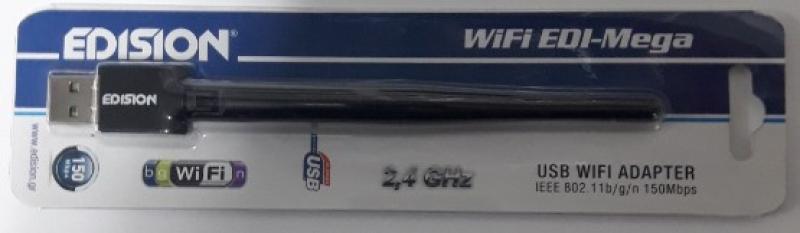 EDISION®
WiFi EDI-Mega
EDISION
www.edision.gr
150
Mbps
b g WiFi n
USB
2,4 GHz
USB WIFI ADAPTER
IEEE 802.11b/g/n 150Mbps